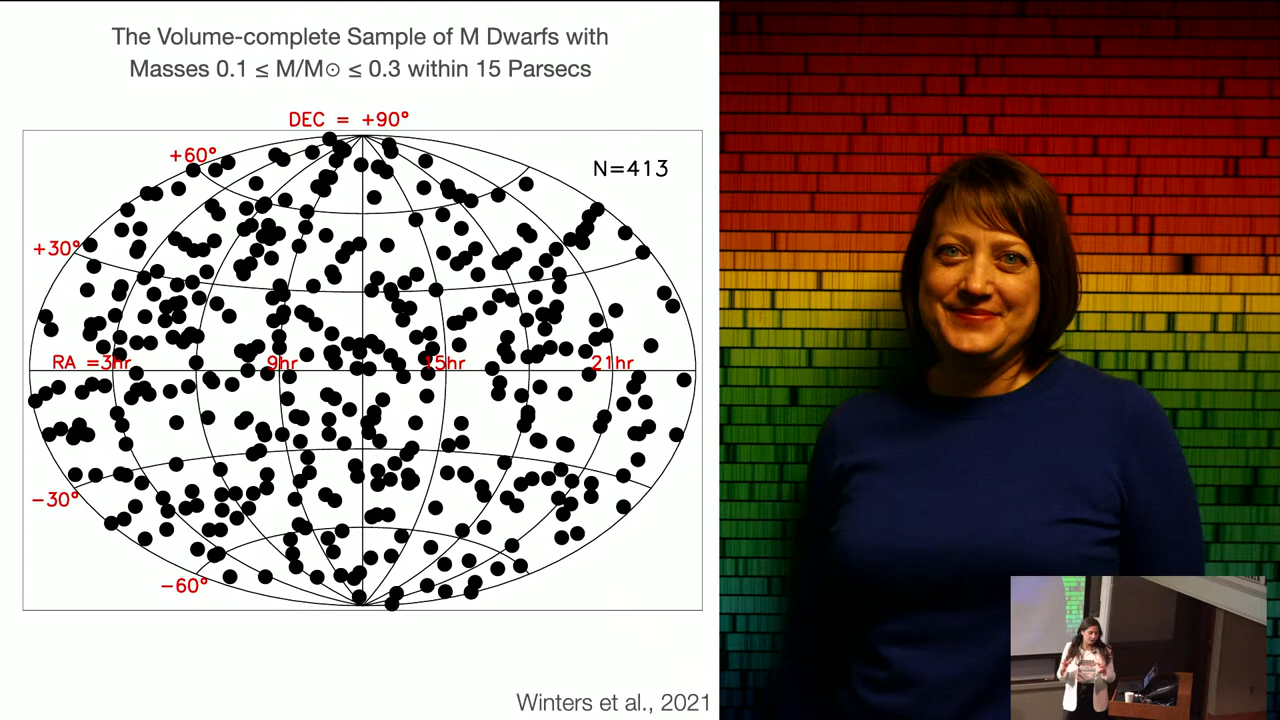 The Volume-complete Sample of M Dwarfs with
Masses 0.1 ≤ M/M☉ ≤ 0.3 within 15 Parsecs
DEC = +90°
+60°
N=413
+30°
RA =3hr
9hr
15hr
21hr
−30°
−60°
Winters et al., 2021